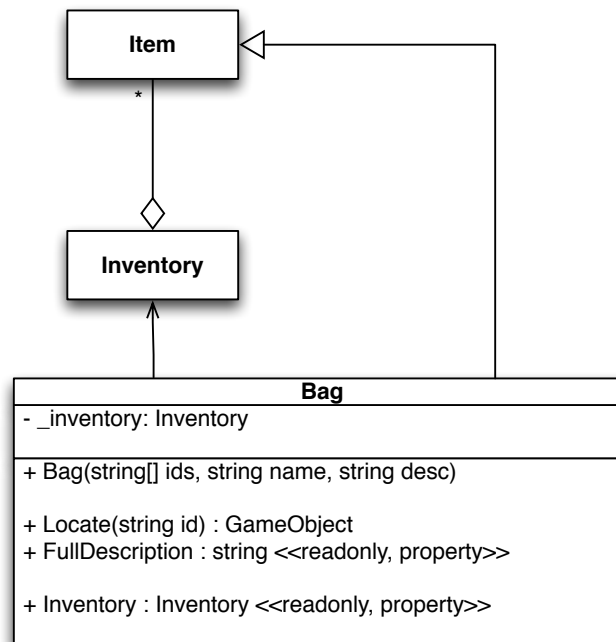 Item
*
Inventory
Bag
- _inventory: Inventory
+ Bag(string[] ids, string name, string desc)
+ Locate(string id) : GameObject
+ FullDescription : string <<readonly, property>>
+ Inventory : Inventory <<readonly, property>>